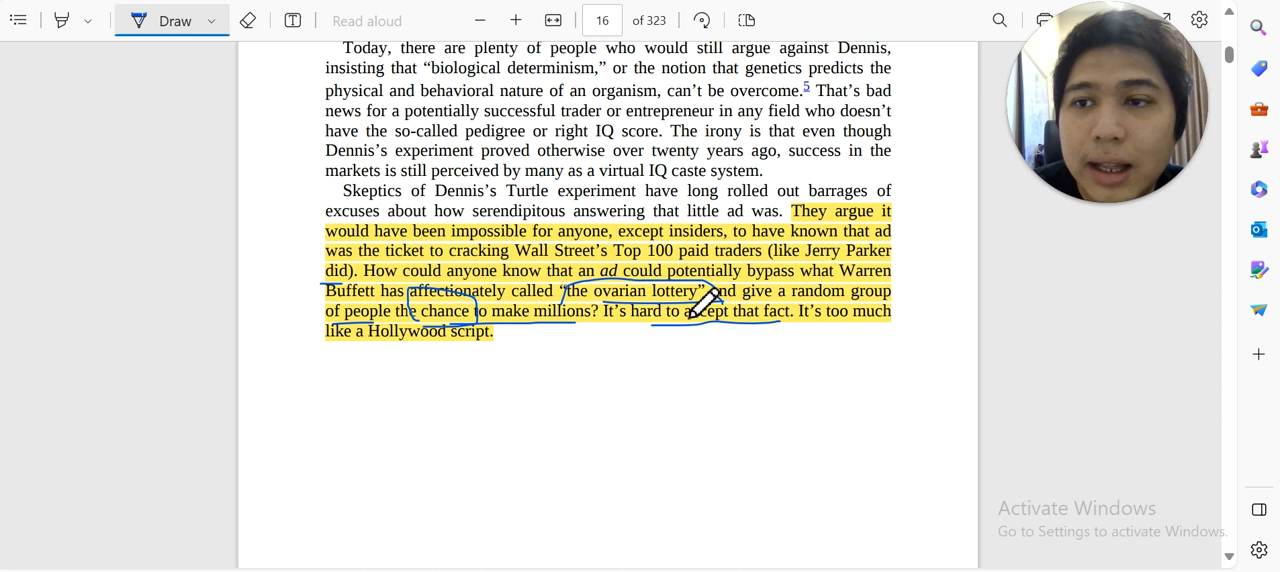 Draw
Read aloud
16
of 323
Today, there are plenty of people who would still argue against Dennis,
insisting that “biological determinism,” or the notion that genetics predicts the
physical and behavioral nature of an organism, can’t be overcome.5 That’s bad
news for a potentially successful trader or entrepreneur in any field who doesn’t
have the so-called pedigree or right IQ score. The irony is that even though
Dennis’s experiment proved otherwise over twenty years ago, success in the
markets is still perceived by many as a virtual IQ caste system.
Skeptics of Dennis’s Turtle experiment have long rolled out barrages of
excuses about how serendipitous answering that little ad was. They argue it
would have been impossible for anyone, except insiders, to have known that ad
was the ticket to cracking Wall Street’s Top 100 paid traders (like Jerry Parker
did). How could anyone know that an ad could potentially bypass what Warren
Buffett has affectionately called “the ovarian lottery” and give a random group
of people the chance to make millions? It’s hard to accept that fact. It’s too much
like a Hollywood script.
Activate Windows
Go to Settings to activate Windows.